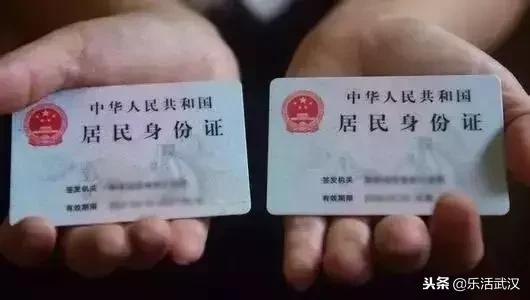 中华人民共和国
居民身份证
签发机关
有效期限
中华人民共和国
居民身份证
签发机关
有效期限
头条 @乐活武汉